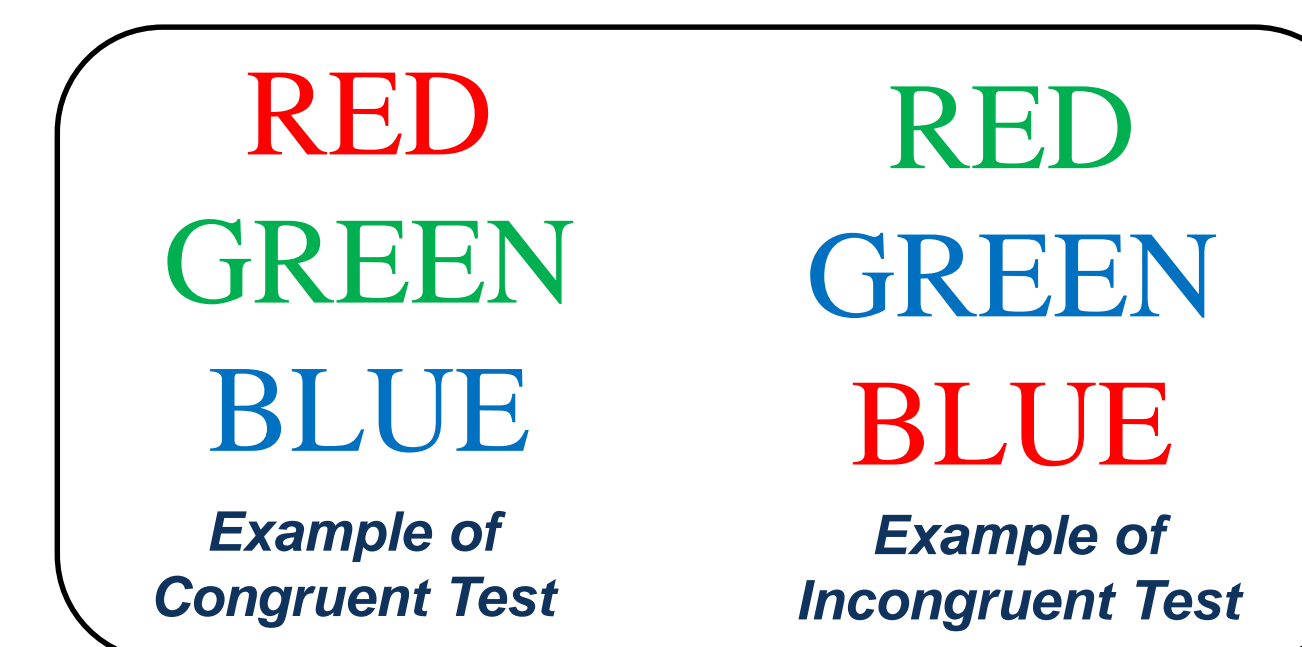 RED
GREEN
BLUE
Example of
Congruent Test
RED
GREEN
BLUE
Example of
Incongruent Test